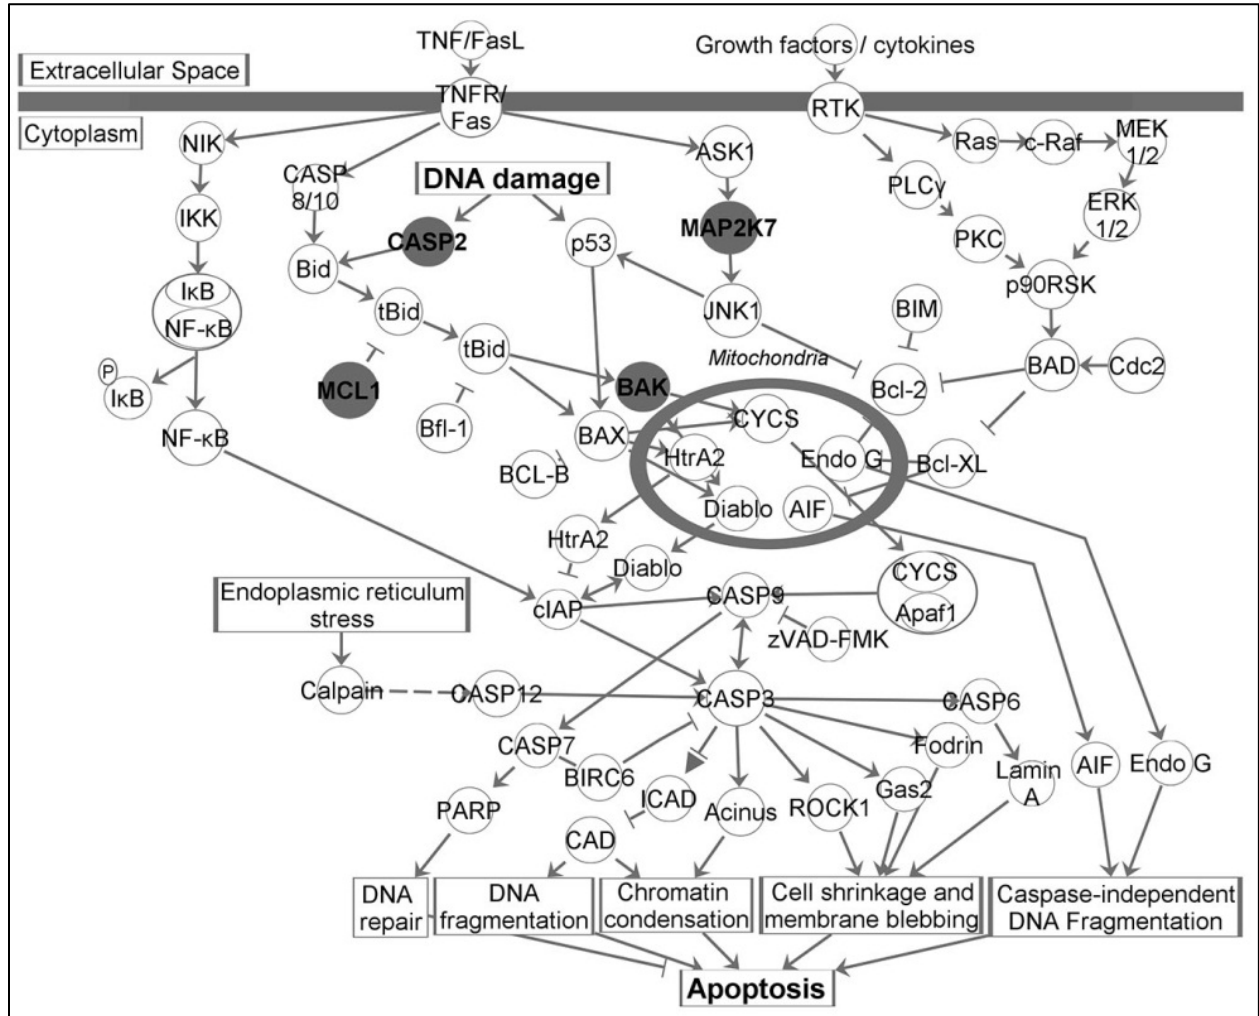 TNF/FasL
Growth factors / cytokines
Extracellular Space
TNFR/
Fas
RTK
Cytoplasm
NIK
ASK1
Ras
c-Raf
MEK
1/2
CASP
8/10
DNA damage
PLCγ
ERK
1/2
IKK
CASP2
p53
MAP2K7
PKC
Bid
IκB
NF-κB
tBid
JNK1
BIM
p90RSK
tBid
Mitochondria
P
IκB
MCL1
BAK
Bcl-2
BAD
Cdc2
NF-κB
Bfl-1
BAX
CYCS
BCL-B
HtrA2
Endo G
Bcl-XL
Diablo
AIF
HtrA2
Diablo
CYCS
Apaf1
Endoplasmic reticulum
stress
cIAP
CASP9
zVAD-FMK
Calpain
CASP12
CASP3
CASP6
CASP7
BIRC6
Fodrin
Lamin
A
AIF
Endo G
PARP
ICAD
Acinus
ROCK1
Gas2
CAD
DNA
repair
DNA
fragmentation
Chromatin
condensation
Cell shrinkage and
membrane blebbing
Caspase-independent
DNA Fragmentation
Apoptosis